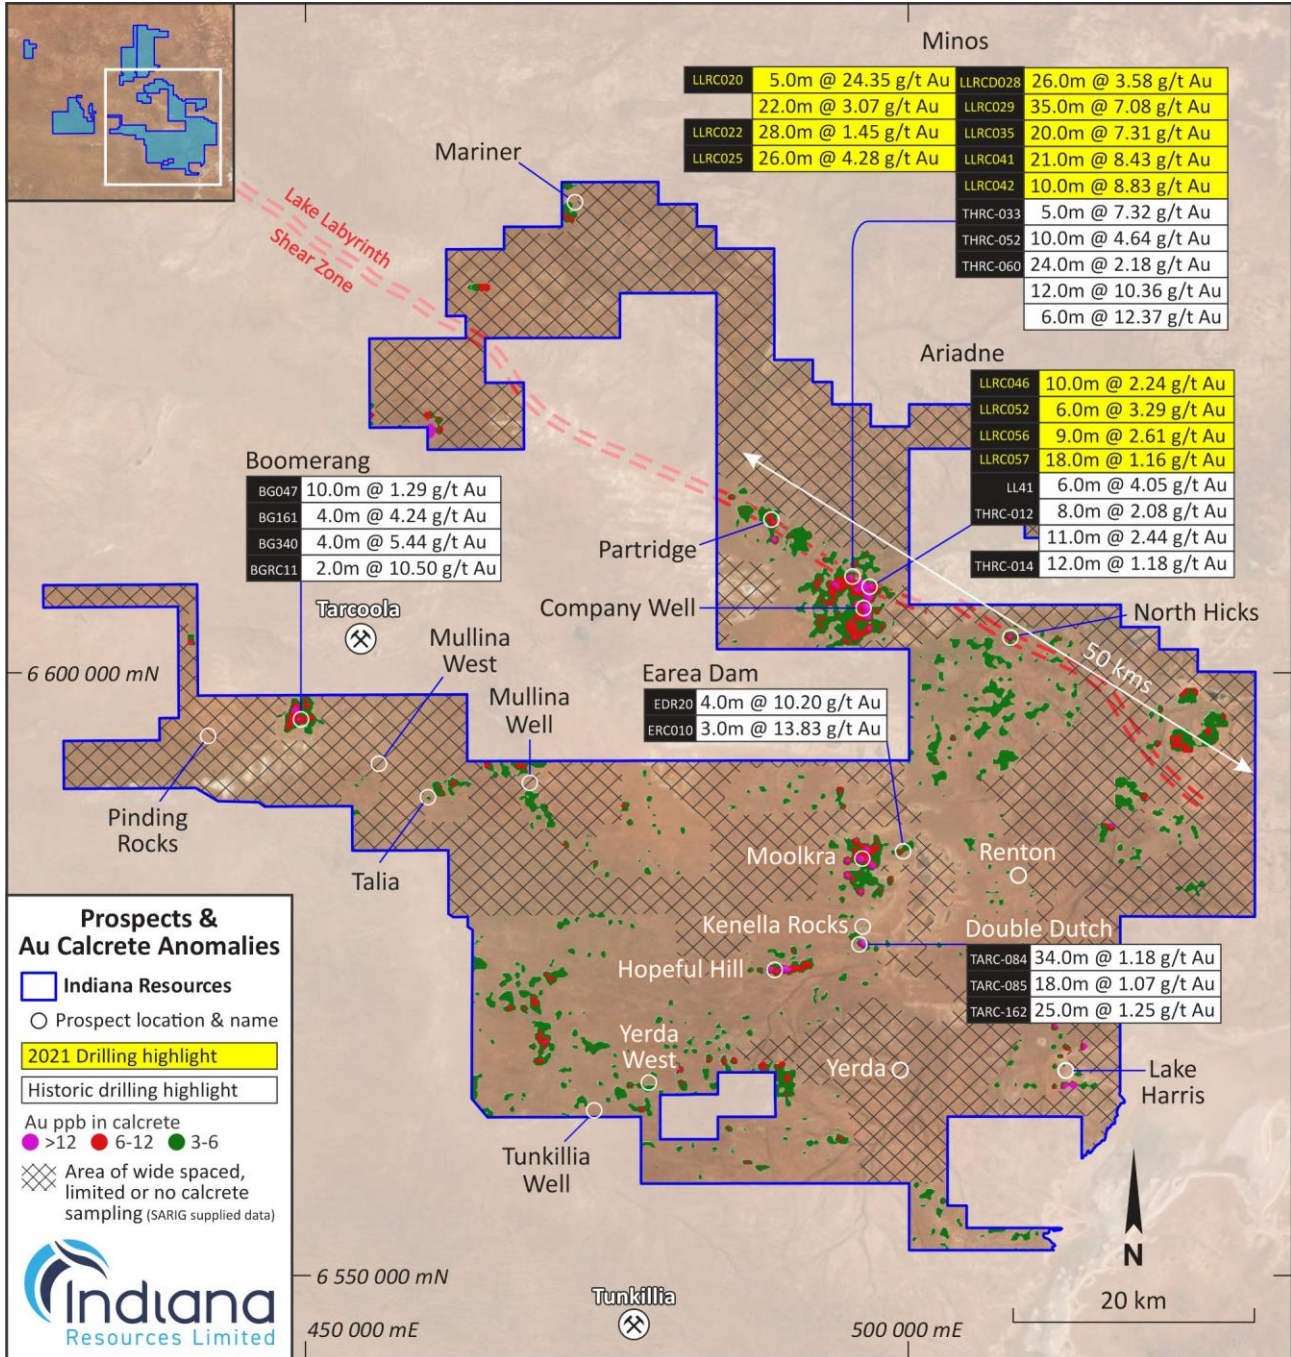 Minos
LLRC020 5.0m @ 24.35 g/t Au
22.0m @ 3.07 g/t Au
LLRC022 28.0m @ 1.45 g/t Au
LLRC025 26.0m @ 4.28 g/t Au
LLRCD028 26.0m @ 3.58 g/t Au
LLRC029 35.0m @ 7.08 g/t Au
LLRC035 20.0m @ 7.31 g/t Au
LLRC041 21.0m @ 8.43 g/t Au
LLRC042 10.0m @ 8.83 g/t Au
THRC-033 5.0m @ 7.32 g/t Au
THRC-052 10.0m @ 4.64 g/t Au
THRC-060 24.0m @ 2.18 g/t Au
12.0m @ 10.36 g/t Au
6.0m @ 12.37 g/t Au
Mariner
Lake Labyrinth
Shear Zone
Ariadne
LLRC046 10.0m @ 2.24 g/t Au
LLRC052 6.0m @ 3.29 g/t Au
LLRC056 9.0m @ 2.61 g/t Au
LLRC057 18.0m @ 1.16 g/t Au
LL41 6.0m @ 4.05 g/t Au
THRC-012 8.0m @ 2.08 g/t Au
11.0m @ 2.44 g/t Au
THRC-014 12.0m @ 1.18 g/t Au
Boomerang
BG047 10.0m @ 1.29 g/t Au
BG161 4.0m @ 4.24 g/t Au
BG340 4.0m @ 5.44 g/t Au
BGRC11 2.0m @ 10.50 g/t Au
Partridge
Company Well
Tarcoola
North Hicks
50 kms
Mullina
West
Mullina
Well
6 600 000 mN
Earea Dam
EDR20 4.0m @ 10.20 g/t Au
ERC010 3.0m @ 13.83 g/t Au
Pinding
Rocks
Talia
Moolkra
Renton
Kenella Rocks
Double Dutch
TARC-084 34.0m @ 1.18 g/t Au
TARC-085 18.0m @ 1.07 g/t Au
TARC-162 25.0m @ 1.25 g/t Au
Hopeful Hill
Yerda
West
Yerda
Lake
Harris
Tunkillia
Well
Prospects &
Au Calcrete Anomalies
Indiana Resources
Prospect location & name
2021 Drilling highlight
Historic drilling highlight
Au ppb in calcrete
>12 6-12 3-6
Area of wide spaced,
limited or no calcrete
sampling (SARIG supplied data)
Indiana
Resources Limited
6 550 000 mN
Tunkillia
450 000 mE
500 000 mE
N
20 km